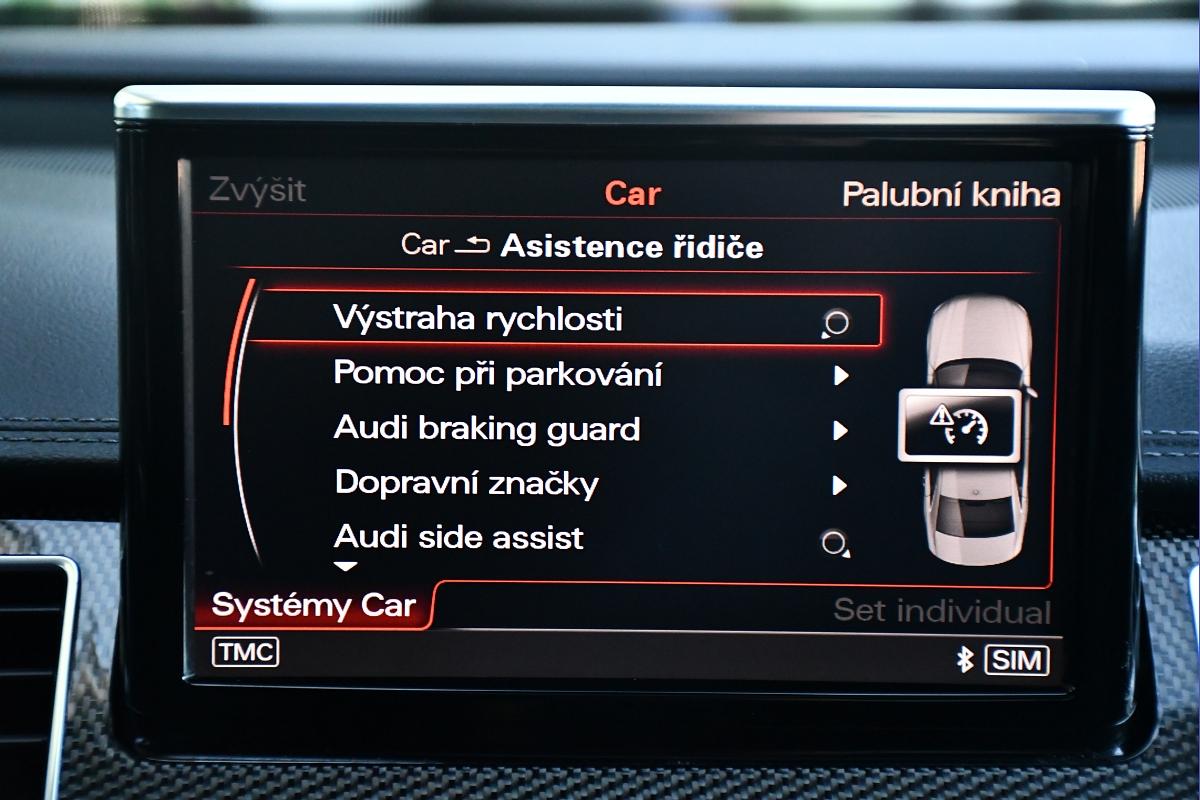 Zvýšit Car Palubní kniha
Car Asistence řidiče
Výstraha rychlosti
Pomoc při parkování
Audi braking guard
Dopravní značky
Audi side assist
Systémy Car Set individual
TMC SIM